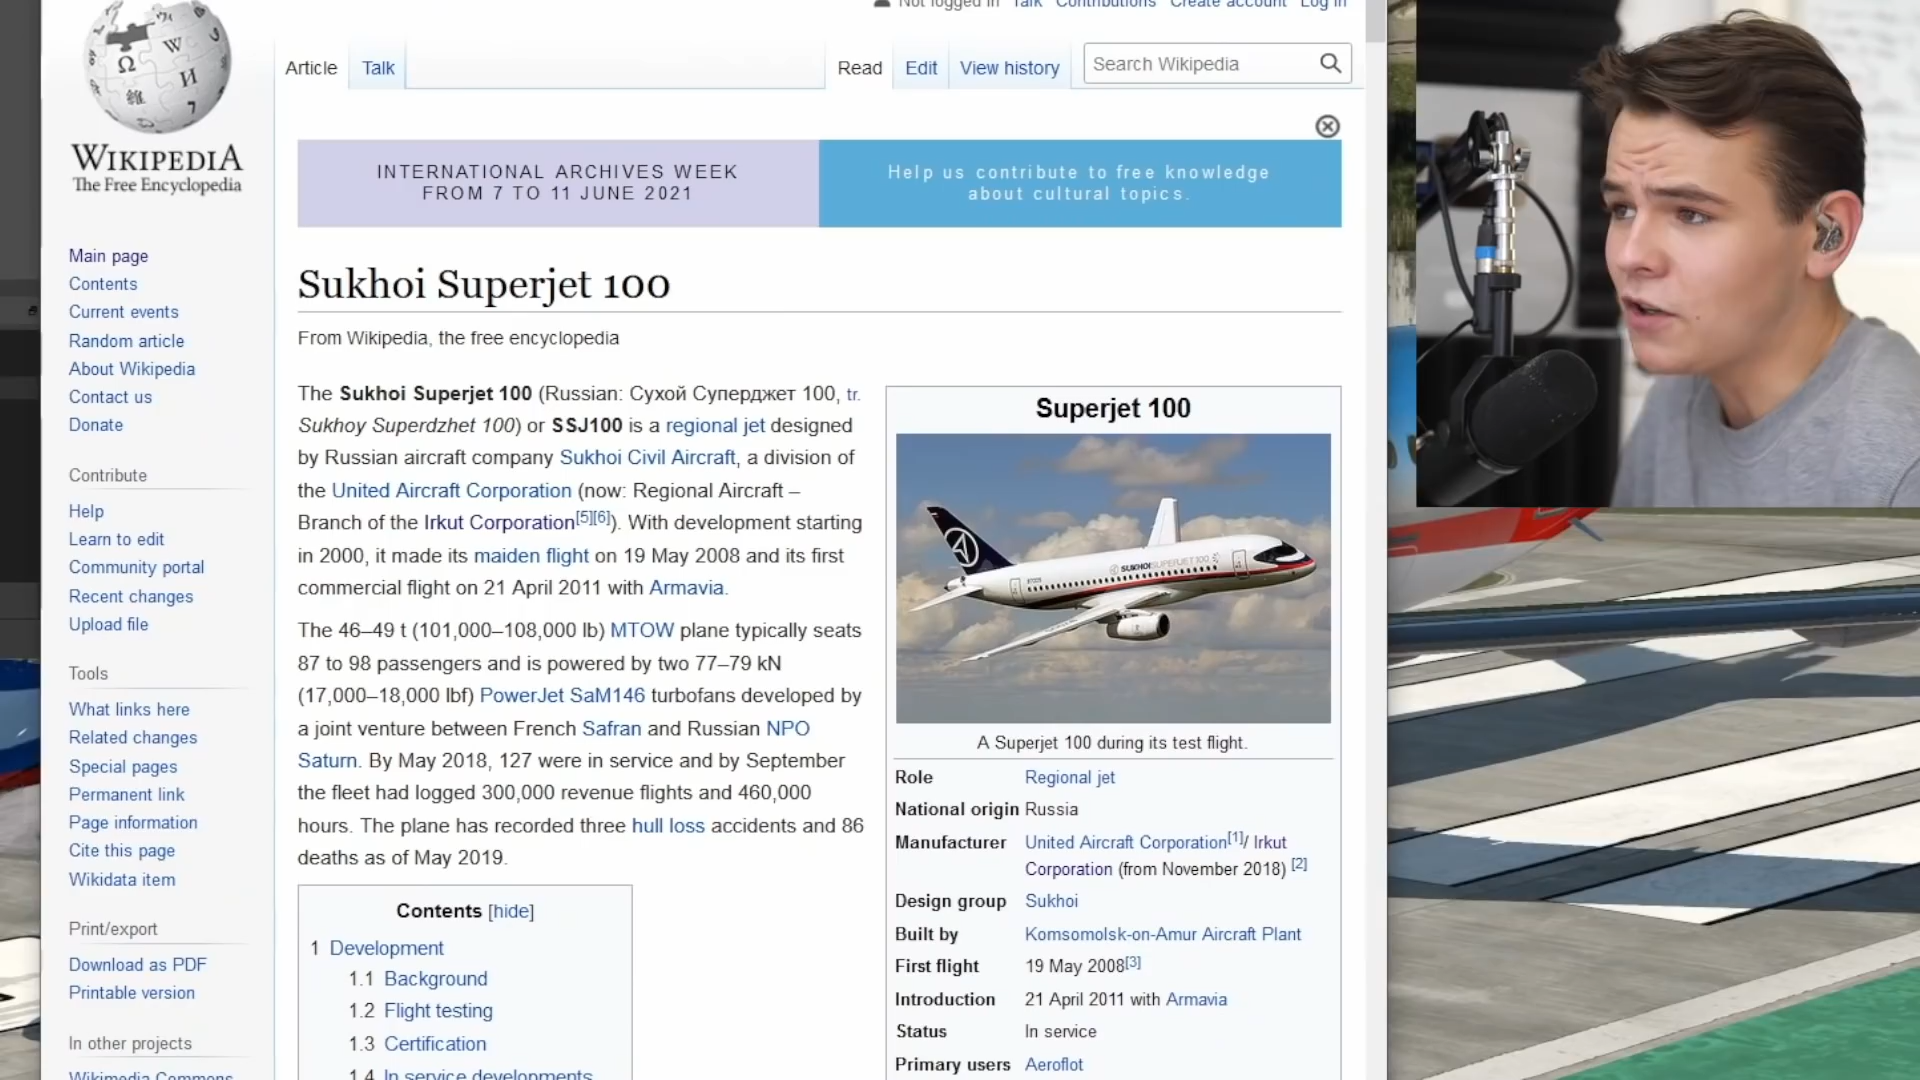 Not logged in Talk Contributions Create account Log in
Article Talk Read Edit View history Search Wikipedia
WIKIPEDIA
The Free Encyclopedia
INTERNATIONAL ARCHIVES WEEK
FROM 7 TO 11 JUNE 2021
Help us contribute to free knowledge
about cultural topics.
Main page
Contents
Current events
Random article
About Wikipedia
Contact us
Donate
Contribute
Help
Learn to edit
Community portal
Recent changes
Upload file
Tools
What links here
Related changes
Special pages
Permanent link
Page information
Cite this page
Wikidata item
Print/export
Download as PDF
Printable version
In other projects
Wikimedia Commons
Sukhoi Superjet 100
From Wikipedia, the free encyclopedia
The Sukhoi Superjet 100 (Russian: Сухой Суперджет 100, tr.
Sukhoy Superdzhet 100) or SSJ100 is a regional jet designed
by Russian aircraft company Sukhoi Civil Aircraft, a division of
the United Aircraft Corporation (now: Regional Aircraft –
Branch of the Irkut Corporation[5][6]). With development starting
in 2000, it made its maiden flight on 19 May 2008 and its first
commercial flight on 21 April 2011 with Armavia.
The 46–49 t (101,000–108,000 lb) MTOW plane typically seats
87 to 98 passengers and is powered by two 77–79 kN
(17,000–18,000 lbf) PowerJet SaM146 turbofans developed by
a joint venture between French Safran and Russian NPO
Saturn. By May 2018, 127 were in service and by September
the fleet had logged 300,000 revenue flights and 460,000
hours. The plane has recorded three hull loss accidents and 86
deaths as of May 2019.
Contents [hide]
1 Development
1.1 Background
1.2 Flight testing
1.3 Certification
1.4 In service developments
Superjet 100
SUKHOI SUPERJET 100
A Superjet 100 during its test flight.
Role Regional jet
National origin Russia
Manufacturer United Aircraft Corporation[1]/ Irkut
Corporation (from November 2018) [2]
Design group Sukhoi
Built by Komsomolsk-on-Amur Aircraft Plant
First flight 19 May 2008[3]
Introduction 21 April 2011 with Armavia
Status In service
Primary users Aeroflot